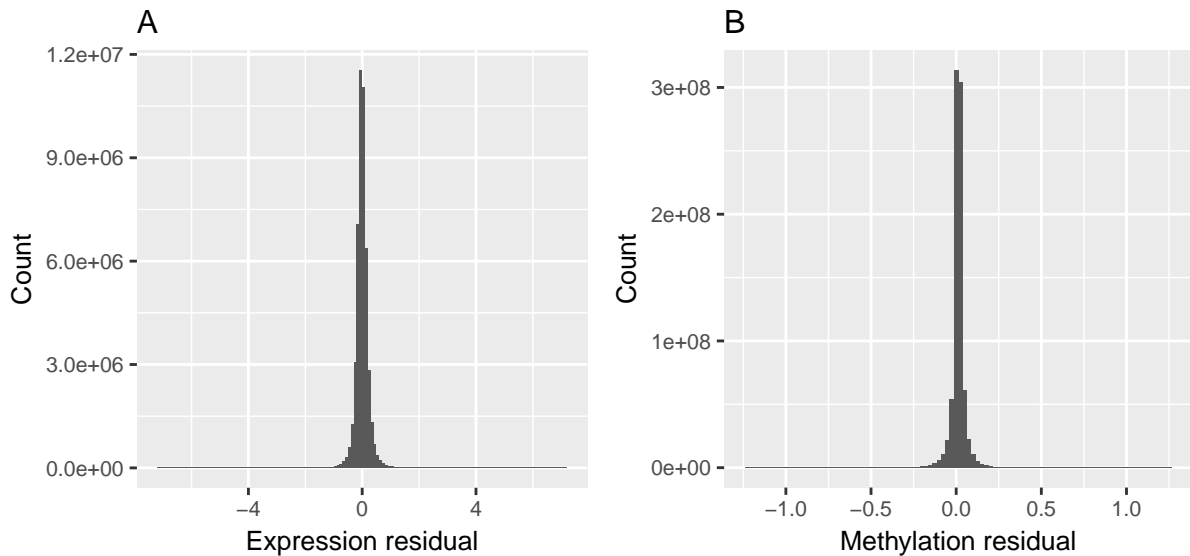 A
1.2e+07
9.0e+06
6.0e+06
3.0e+06
0.0e+00
Count
−4
0
4
Expression residual
B
3e+08
2e+08
1e+08
0e+00
Count
−1.0
−0.5
0.0
0.5
1.0
Methylation residual